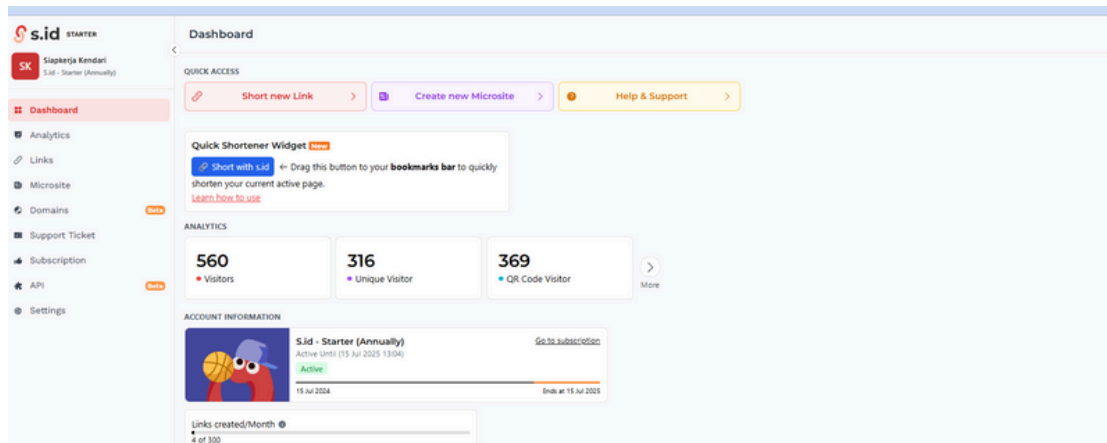 s.id STARTER
SK
Siapkerja Kendari
S.id - Starter (Annually)
Dashboard
Analytics
Links
Microsite
Domains Beta
Support Ticket
Subscription
API Beta
Settings
Dashboard
QUICK ACCESS
Short new Link
Create new Microsite
Help & Support
Quick Shortener Widget New
Short with s.id ← Drag this button to your bookmarks bar to quickly
shorten your current active page.
Learn how to use
ANALYTICS
560
Visitors
316
Unique Visitor
369
QR Code Visitor
More
ACCOUNT INFORMATION
S.id - Starter (Annually)
Go to subscription
Active Until (15 Jul 2025 13:04)
Active
15 Jul 2024
Ends at 15 Jul 2025
Links created/Month
4 of 300